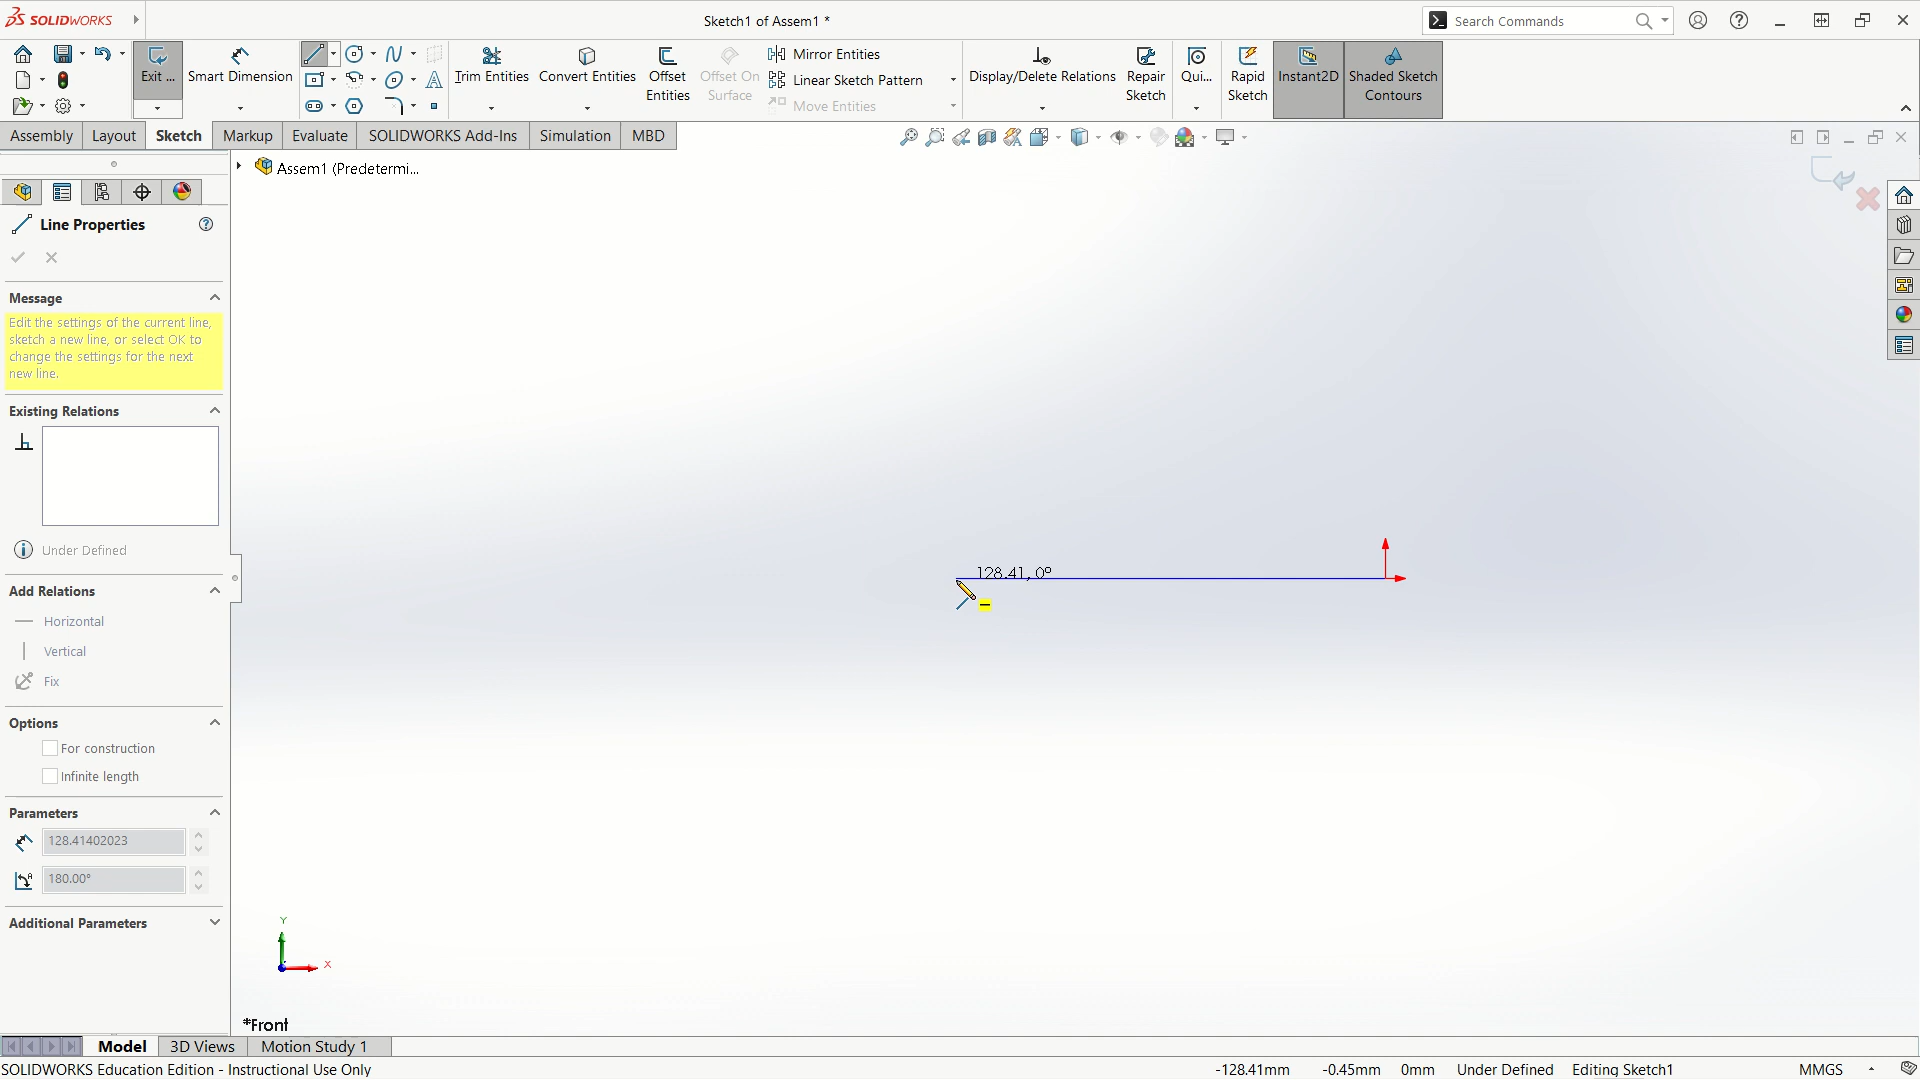 SOLIDWORKS
Sketch1 of Assem1 *
Search Commands
Exit ...
Smart Dimension
Trim Entities
Convert Entities
Offset
Entities
Offset On
Surface
Mirror Entities
Linear Sketch Pattern
Move Entities
Display/Delete Relations
Repair
Sketch
Qui...
Rapid
Sketch
Instant2D
Shaded Sketch
Contours
Assembly
Layout
Sketch
Markup
Evaluate
SOLIDWORKS Add-Ins
Simulation
MBD
Assem1 (Predetermi...
Line Properties
Message
Edit the settings of the current line,
sketch a new line, or select OK to
change the settings for the next
new line.
Existing Relations
Under Defined
Add Relations
Horizontal
Vertical
Fix
Options
For construction
Infinite length
Parameters
128.41402023
180.00°
Additional Parameters
128.41, 0°
Y
X
*Front
Model
3D Views
Motion Study 1
SOLIDWORKS Education Edition - Instructional Use Only
-128.41mm
-0.45mm
0mm
Under Defined
Editing Sketch1
MMGS